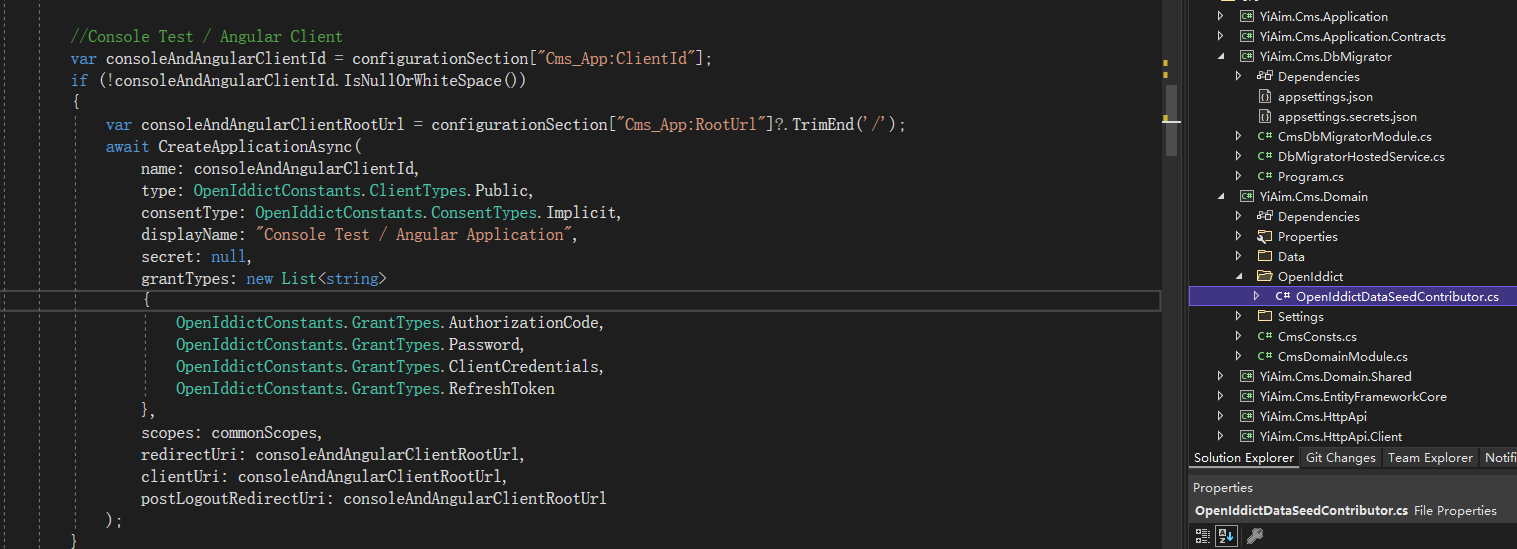 //Console Test / Angular Client
var consoleAndAngularClientId = configurationSection["Cms_App:ClientId"];
if (!consoleAndAngularClientId.IsNullOrWhiteSpace())
{
var consoleAndAngularClientRootUrl = configurationSection["Cms_App:RootUrl"]?.TrimEnd('/');
await CreateApplicationAsync(
name: consoleAndAngularClientId,
type: OpenIddictConstants.ClientTypes.Public,
consentType: OpenIddictConstants.ConsentTypes.Implicit,
displayName: "Console Test / Angular Application",
secret: null,
grantTypes: new List<string>
{
OpenIddictConstants.GrantTypes.AuthorizationCode,
OpenIddictConstants.GrantTypes.Password,
OpenIddictConstants.GrantTypes.ClientCredentials,
OpenIddictConstants.GrantTypes.RefreshToken
},
scopes: commonScopes,
redirectUri: consoleAndAngularClientRootUrl,
clientUri: consoleAndAngularClientRootUrl,
postLogoutRedirectUri: consoleAndAngularClientRootUrl
);
}
C# YiAim.Cms.Application
C# YiAim.Cms.Application.Contracts
C# YiAim.Cms.DbMigrator
Dependencies
appsettings.json
appsettings.secrets.json
C# CmsDbMigratorModule.cs
C# DbMigratorHostedService.cs
C# Program.cs
C# YiAim.Cms.Domain
Dependencies
Properties
Data
OpenIddict
C# OpenIddictDataSeedContributor.cs
Settings
C# CmsConsts.cs
C# CmsDomainModule.cs
C# YiAim.Cms.Domain.Shared
C# YiAim.Cms.EntityFrameworkCore
C# YiAim.Cms.HttpApi
C# YiAim.Cms.HttpApi.Client
Solution Explorer Git Changes Team Explorer Notifi
Properties
OpenIddictDataSeedContributor.cs File Properties